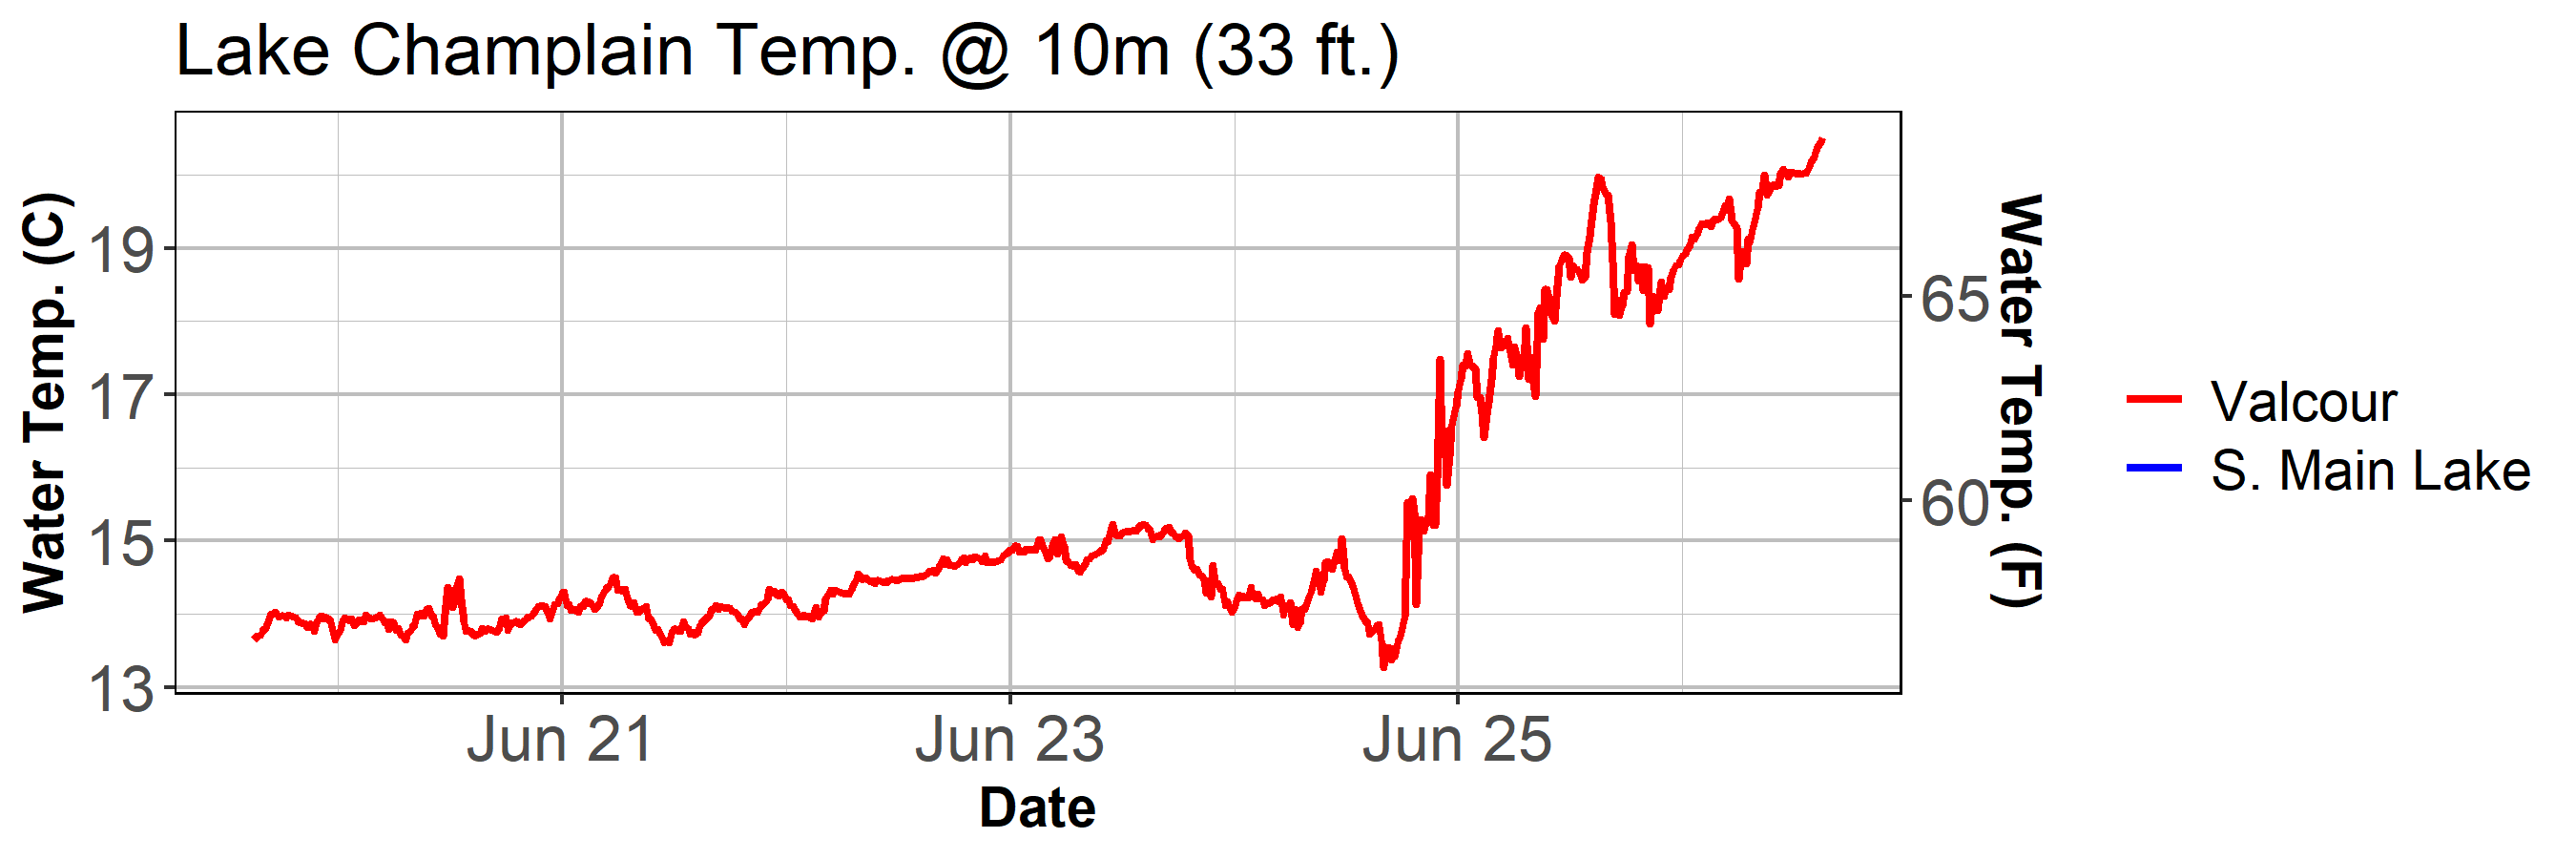 Lake Champlain Temp. @ 10m (33 ft.)
Water Temp. (C)
19
17
15
13
Jun 21
Jun 23
Jun 25
Date
65
60
Water Temp. (F)
Valcour
S. Main Lake